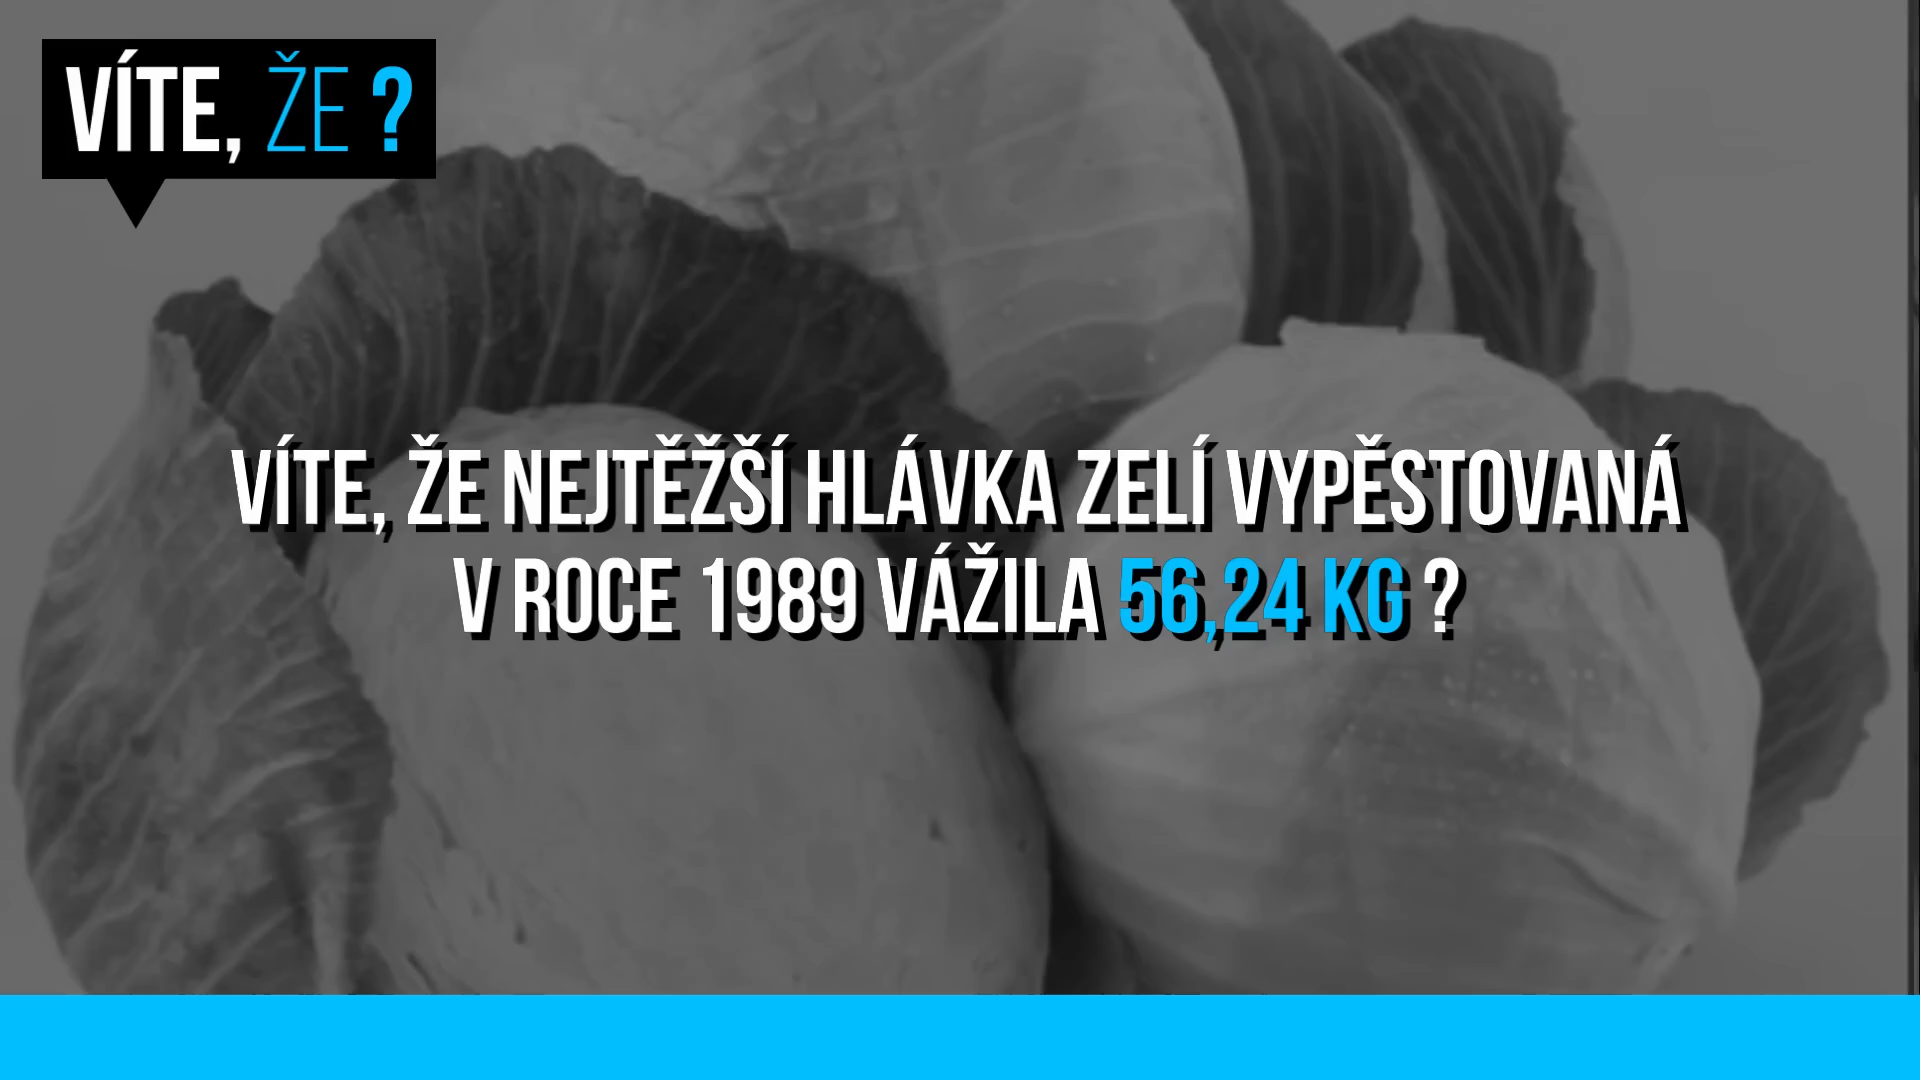 VÍTE, ŽE ?
VÍTE, ŽE NEJTĚŽŠÍ HLÁVKA ZELÍ VYPĚSTOVANÁ
V ROCE 1989 VÁŽILA 56,24 KG ?